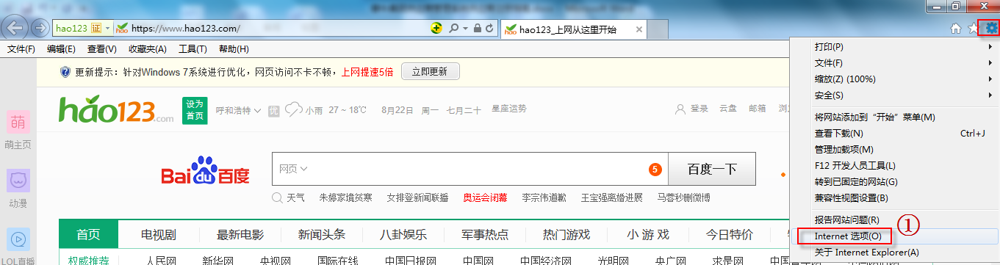 hao123 证 https://www.hao123.com/ hao123_上网从这里开始
文件(F) 编辑(E) 查看(V) 收藏夹(A) 工具(T) 帮助(H)
更新提示：针对Windows 7系统进行优化，网页访问不卡不顿，上网提速5倍 立即更新
hao123.com 设为首页 呼和浩特 优 小雨 27 ~ 18℃ 8月22日 周一 七月二十 星座运势 登录 云盘 邮箱
萌
萌主页
动漫
LOL直播
Bai du 百度 网页 5 百度一下
天气 朱婷家境贫寒 女排登新闻联播 奥运会闭幕 李宗伟道歉 王宝强离婚进展 马蓉秒删微博
首页 电视剧 最新电影 新闻头条 八卦娱乐 军事热点 热门游戏 小 游 戏 今日特价
权威推荐 人民网 新华网 央视网 国际在线 中国日报网 中国网 中国经济网 光明网 央广网 求是网
打印(P)
文件(F)
缩放(Z) (100%)
安全(S)
将网站添加到“开始”菜单(M)
查看下载(N) Ctrl+J
管理加载项(M)
F12 开发人员工具(L)
转到已固定的网站(G)
兼容性视图设置(B)
报告网站问题(R)
Internet 选项(O) ①
关于 Internet Explorer(A)